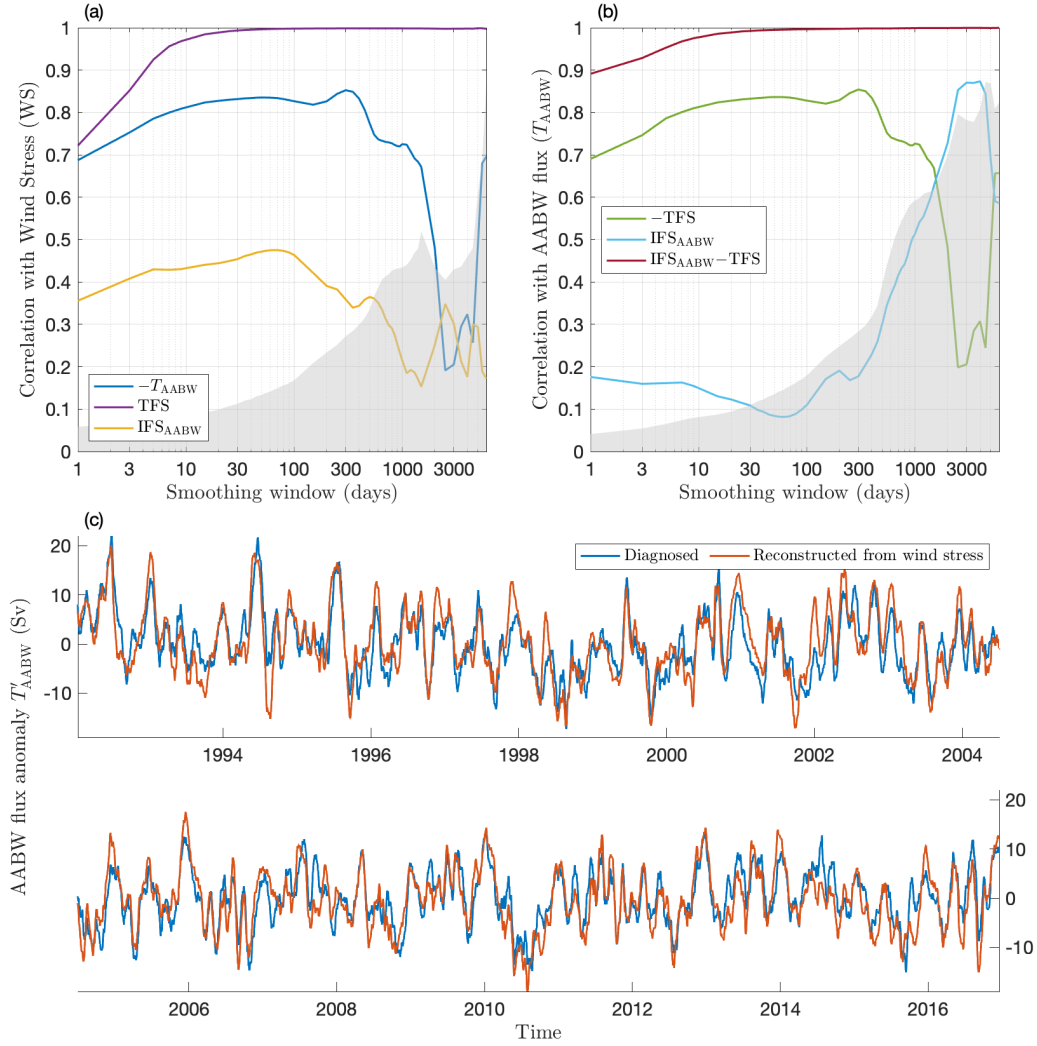 (a)
Correlation with Wind Stress (WS)
1
0.9
0.8
0.7
0.6
0.5
0.4
0.3
0.2
0.1
0
−T_AABW
TFS
IFS_AABW
1 3 10 30 100 300 1000 3000
Smoothing window (days)
(b)
Correlation with AABW flux (T_AABW)
1
0.9
0.8
0.7
0.6
0.5
0.4
0.3
0.2
0.1
0
−TFS
IFS_AABW
IFS_AABW−TFS
1 3 10 30 100 300 1000 3000
Smoothing window (days)
(c)
AABW flux anomaly T′_AABW (Sv)
20
10
0
-10
Diagnosed Reconstructed from wind stress
1994 1996 1998 2000 2002 2004
20
10
0
-10
2006 2008 2010 2012 2014 2016
Time